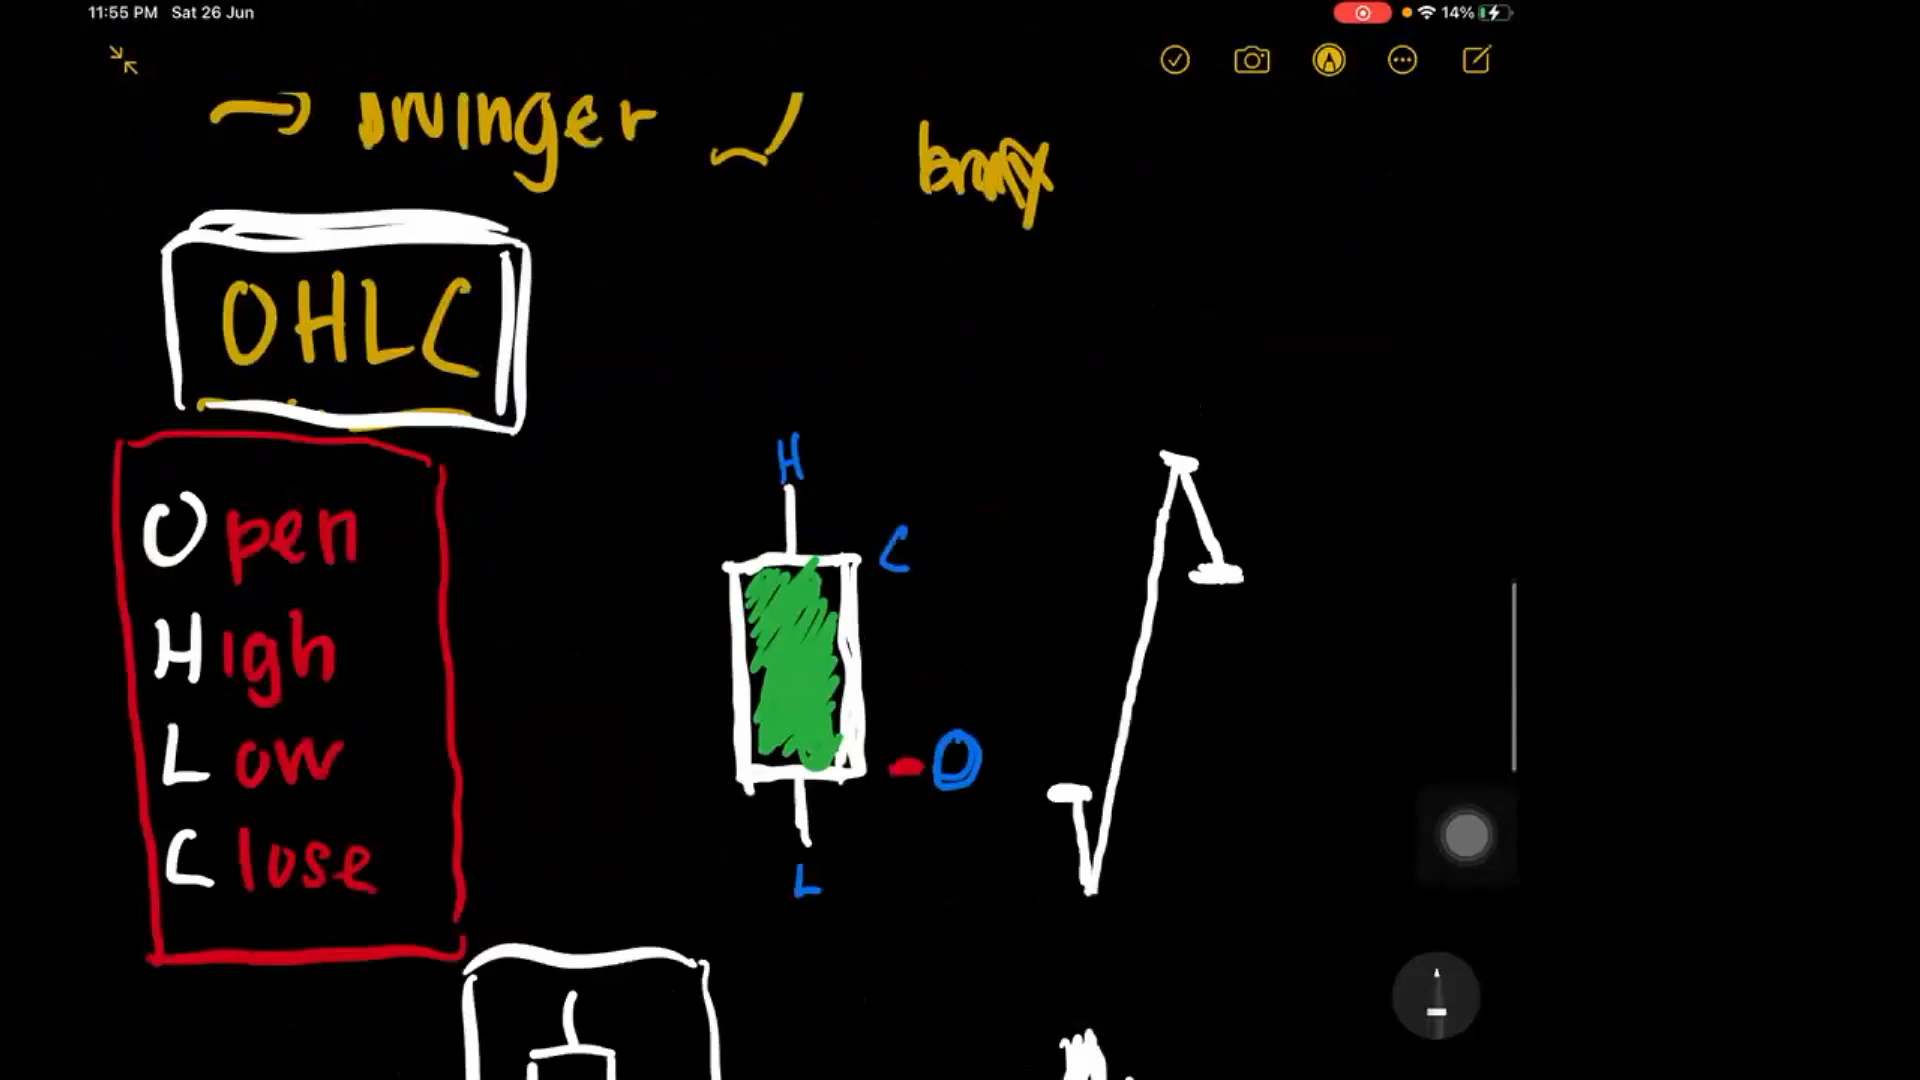 11:55 PM Sat 26 Jun
14%
OHLC
Open
High
Low
Close
H
C
O
L